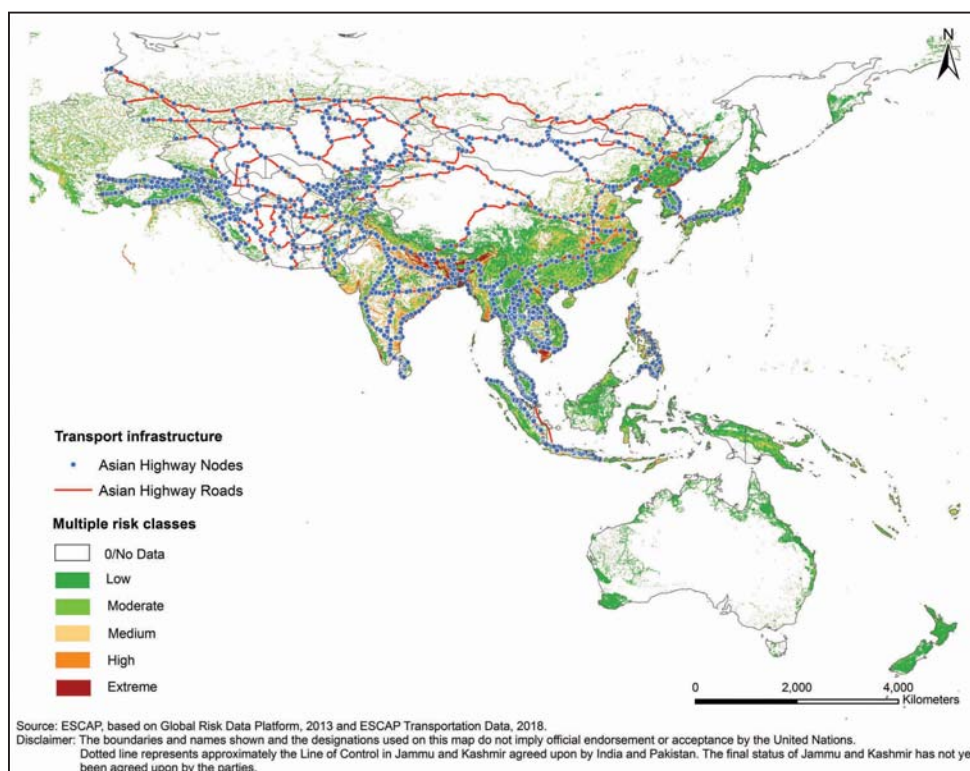 N
Transport infrastructure
Asian Highway Nodes
Asian Highway Roads
Multiple risk classes
0/No Data
Low
Moderate
Medium
High
Extreme
0 2,000 4,000
Kilometers
Source: ESCAP, based on Global Risk Data Platform, 2013 and ESCAP Transportation Data, 2018.
Disclaimer: The boundaries and names shown and the designations used on this map do not imply official endorsement or acceptance by the United Nations.
Dotted line represents approximately the Line of Control in Jammu and Kashmir agreed upon by India and Pakistan. The final status of Jammu and Kashmir has not ye
been agreed upon by the parties.